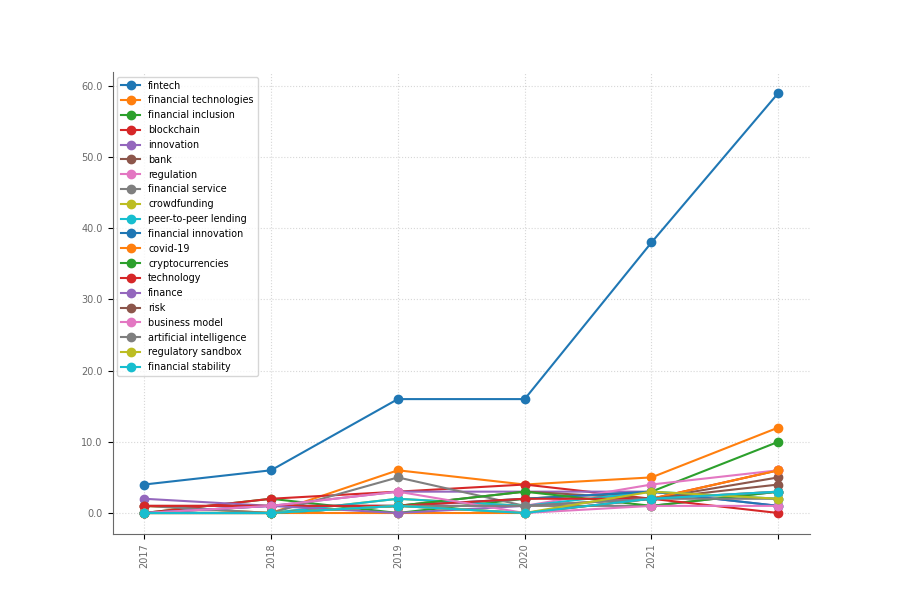 60.0
50.0
40.0
30.0
20.0
10.0
0.0
fintech
financial technologies
financial inclusion
blockchain
innovation
bank
regulation
financial service
crowdfunding
peer-to-peer lending
financial innovation
covid-19
cryptocurrencies
technology
finance
risk
business model
artificial intelligence
regulatory sandbox
financial stability
2017
2018
2019
2020
2021